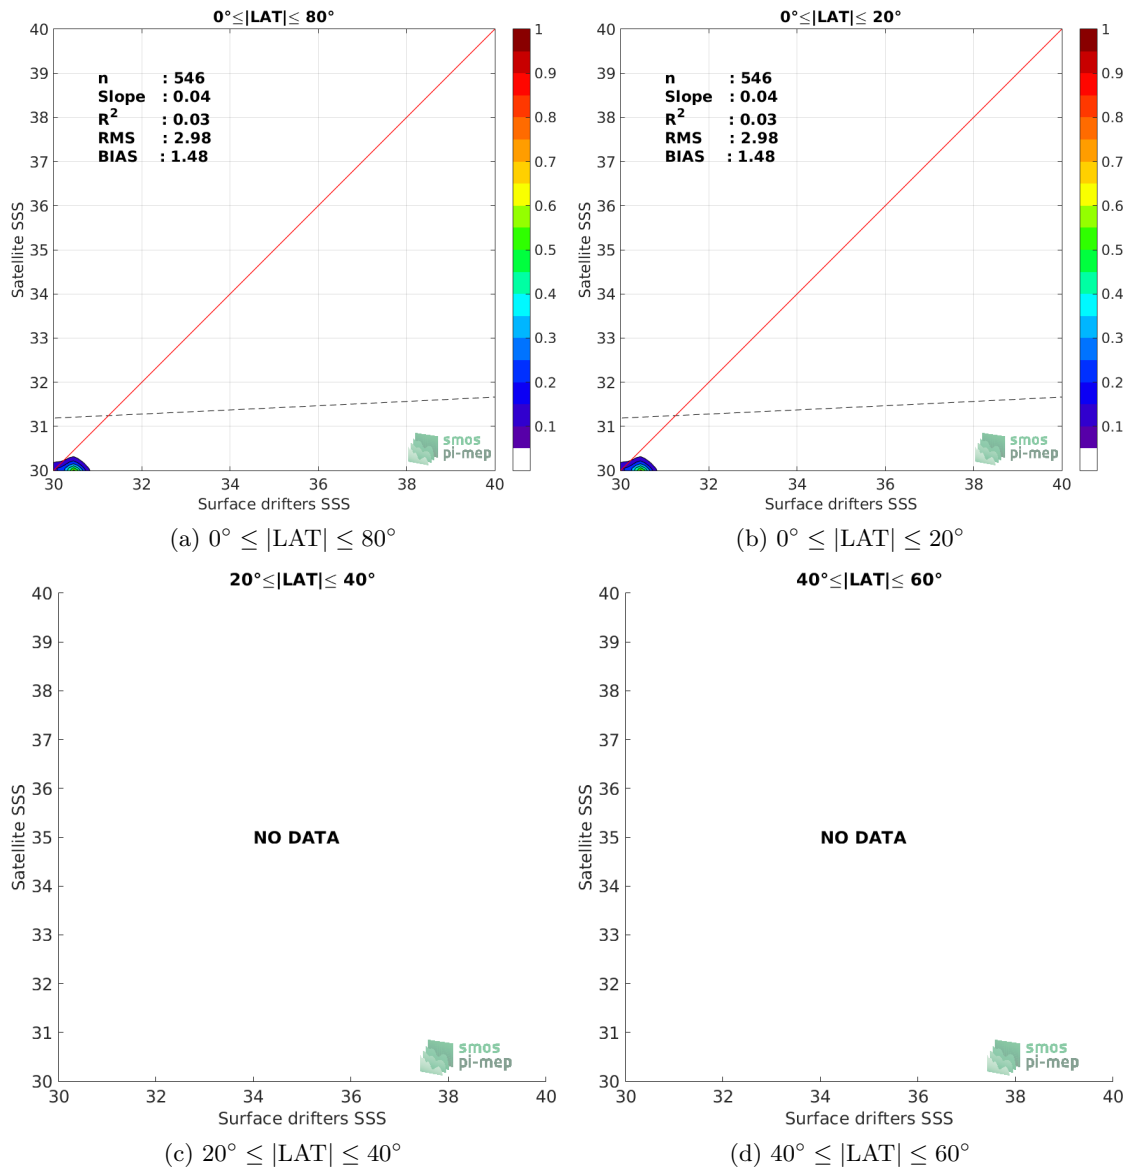 0°≤|LAT|≤ 80°
n : 546
Slope : 0.04
R² : 0.03
RMS : 2.98
BIAS : 1.48
40
39
38
37
36
35
34
33
32
31
30
Satellite SSS
30 32 34 36 38 40
Surface drifters SSS
1
0.9
0.8
0.7
0.6
0.5
0.4
0.3
0.2
0.1
smos
pi-mep
(a) 0° ≤ |LAT| ≤ 80°
0°≤|LAT|≤ 20°
n : 546
Slope : 0.04
R² : 0.03
RMS : 2.98
BIAS : 1.48
40
39
38
37
36
35
34
33
32
31
30
Satellite SSS
30 32 34 36 38 40
Surface drifters SSS
1
0.9
0.8
0.7
0.6
0.5
0.4
0.3
0.2
0.1
smos
pi-mep
(b) 0° ≤ |LAT| ≤ 20°
20°≤|LAT|≤ 40°
40
39
38
37
36
35
34
33
32
31
30
Satellite SSS
NO DATA
30 32 34 36 38 40
Surface drifters SSS
smos
pi-mep
(c) 20° ≤ |LAT| ≤ 40°
40°≤|LAT|≤ 60°
40
39
38
37
36
35
34
33
32
31
30
Satellite SSS
NO DATA
30 32 34 36 38 40
Surface drifters SSS
smos
pi-mep
(d) 40° ≤ |LAT| ≤ 60°